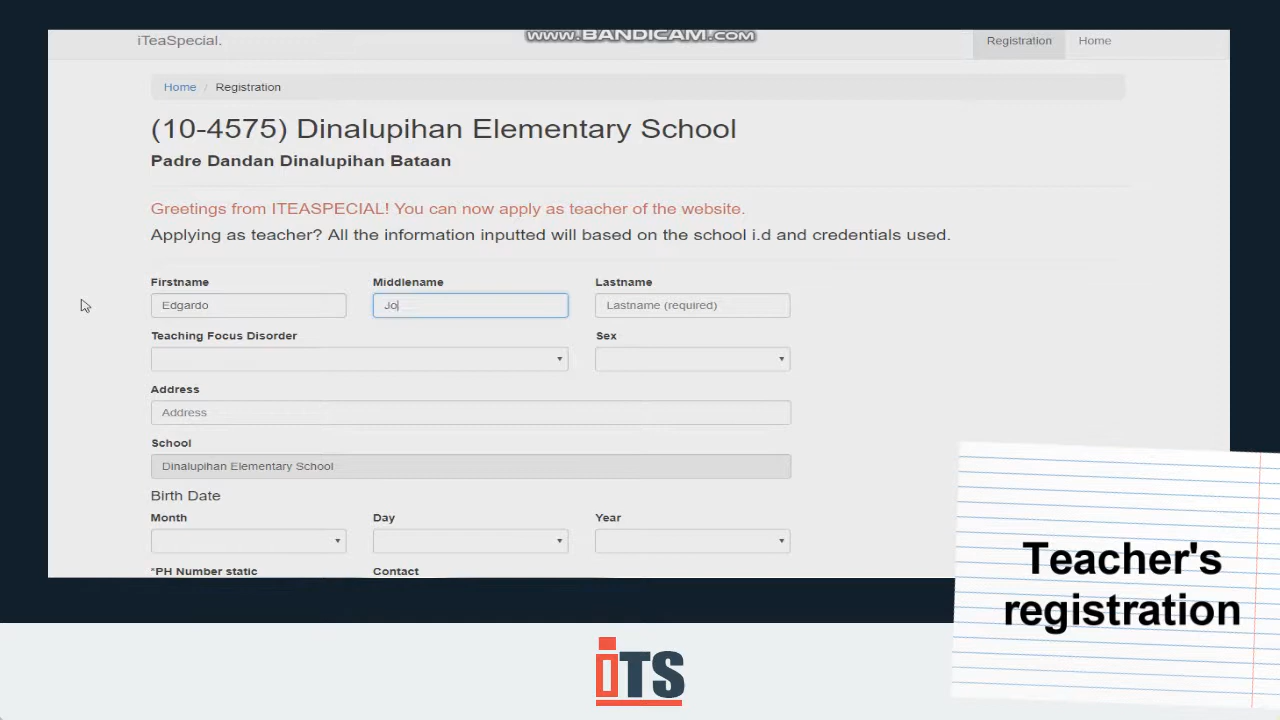 iTeaSpecial.
www.BANDICAM.com
Registration
Home
Home / Registration
(10-4575) Dinalupihan Elementary School
Padre Dandan Dinalupihan Bataan
Greetings from ITEASPECIAL! You can now apply as teacher of the website.
Applying as teacher? All the information inputted will based on the school i.d and credentials used.
Firstname
Middlename
Lastname
Edgardo
Jo
Lastname (required)
Teaching Focus Disorder
Sex
Address
Address
School
Dinalupihan Elementary School
Birth Date
Month
Day
Year
*PH Number static
Contact
Teacher's
registration
iTS